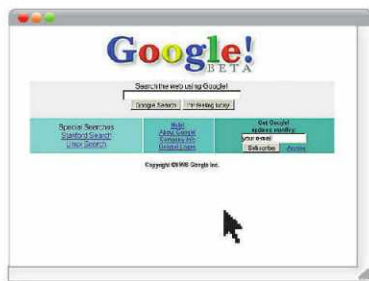 Google!
BETA
Search the web using Google!
Google Search I'm feeling lucky
Special Searches
Stanford Search
Linux Search
Help!
About Google!
Company Info
Google! Logos
Get Google!
updates monthly:
your e-mail
Subscribe Archive
Copyright ©1998 Google Inc.